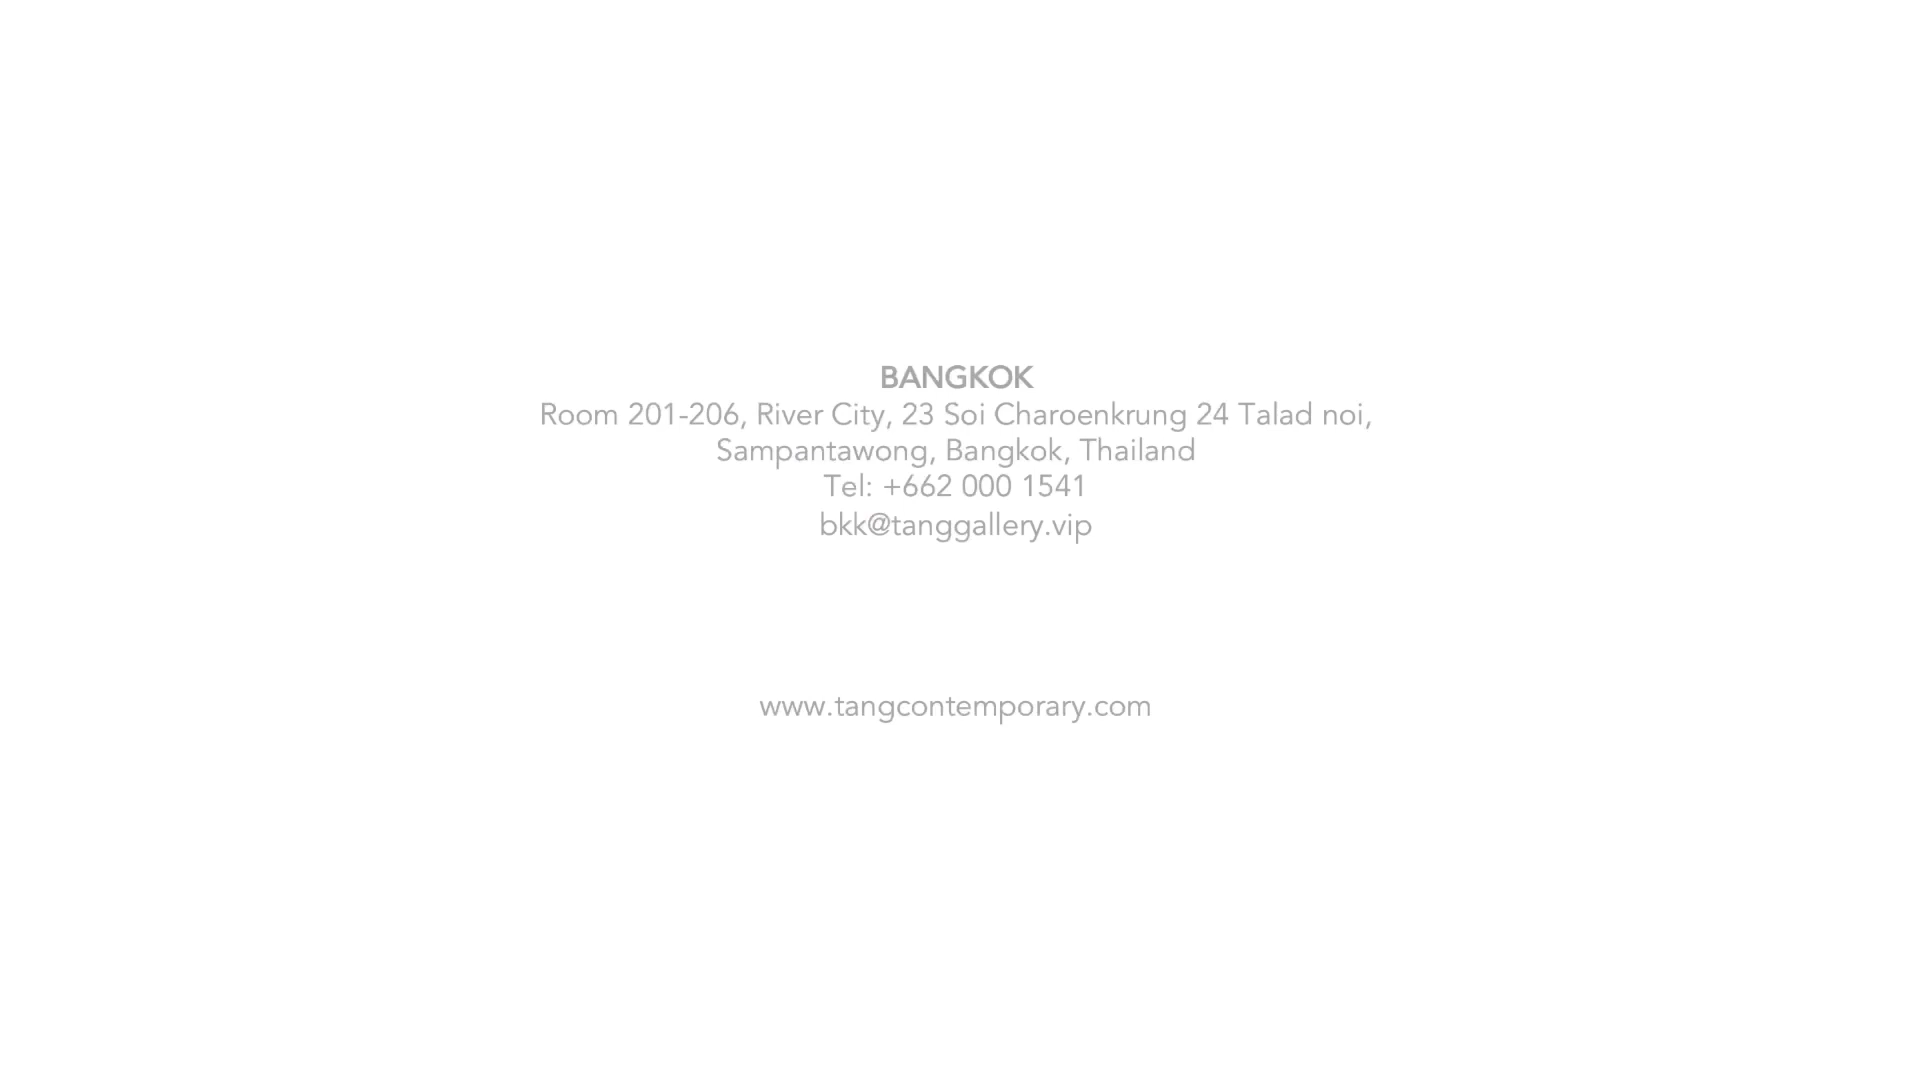 BANGKOK
Room 201-206, River City, 23 Soi Charoenkrung 24 Talad noi,
Sampantawong, Bangkok, Thailand
Tel: +662 000 1541
bkk@tanggallery.vip
www.tangcontemporary.com